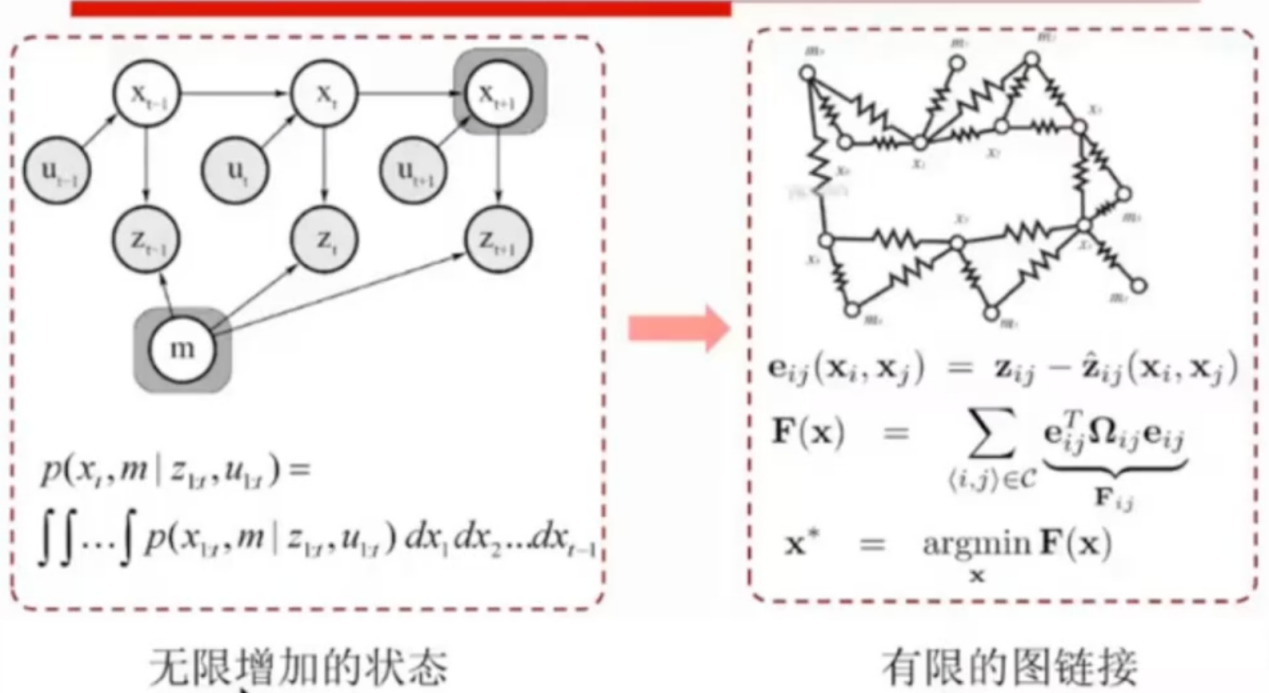 x_{t-1} x_t x_{t+1}
u_{t-1} u_t u_{t+1}
z_{t-1} z_t z_{t+1}
m
p(x_t, m | z_{1:t}, u_{1:t}) =
∫∫…∫ p(x_{1:t}, m | z_{1:t}, u_{1:t}) dx_1 dx_2...dx_{t-1}
无限增加的状态
e_{ij}(x_i, x_j) = z_{ij} − ẑ_{ij}(x_i, x_j)
F(x) = ∑_{⟨i,j⟩∈C} e_{ij}^T Ω_{ij} e_{ij}
F_{ij}
x* = argmin_x F(x)
有限的图链接